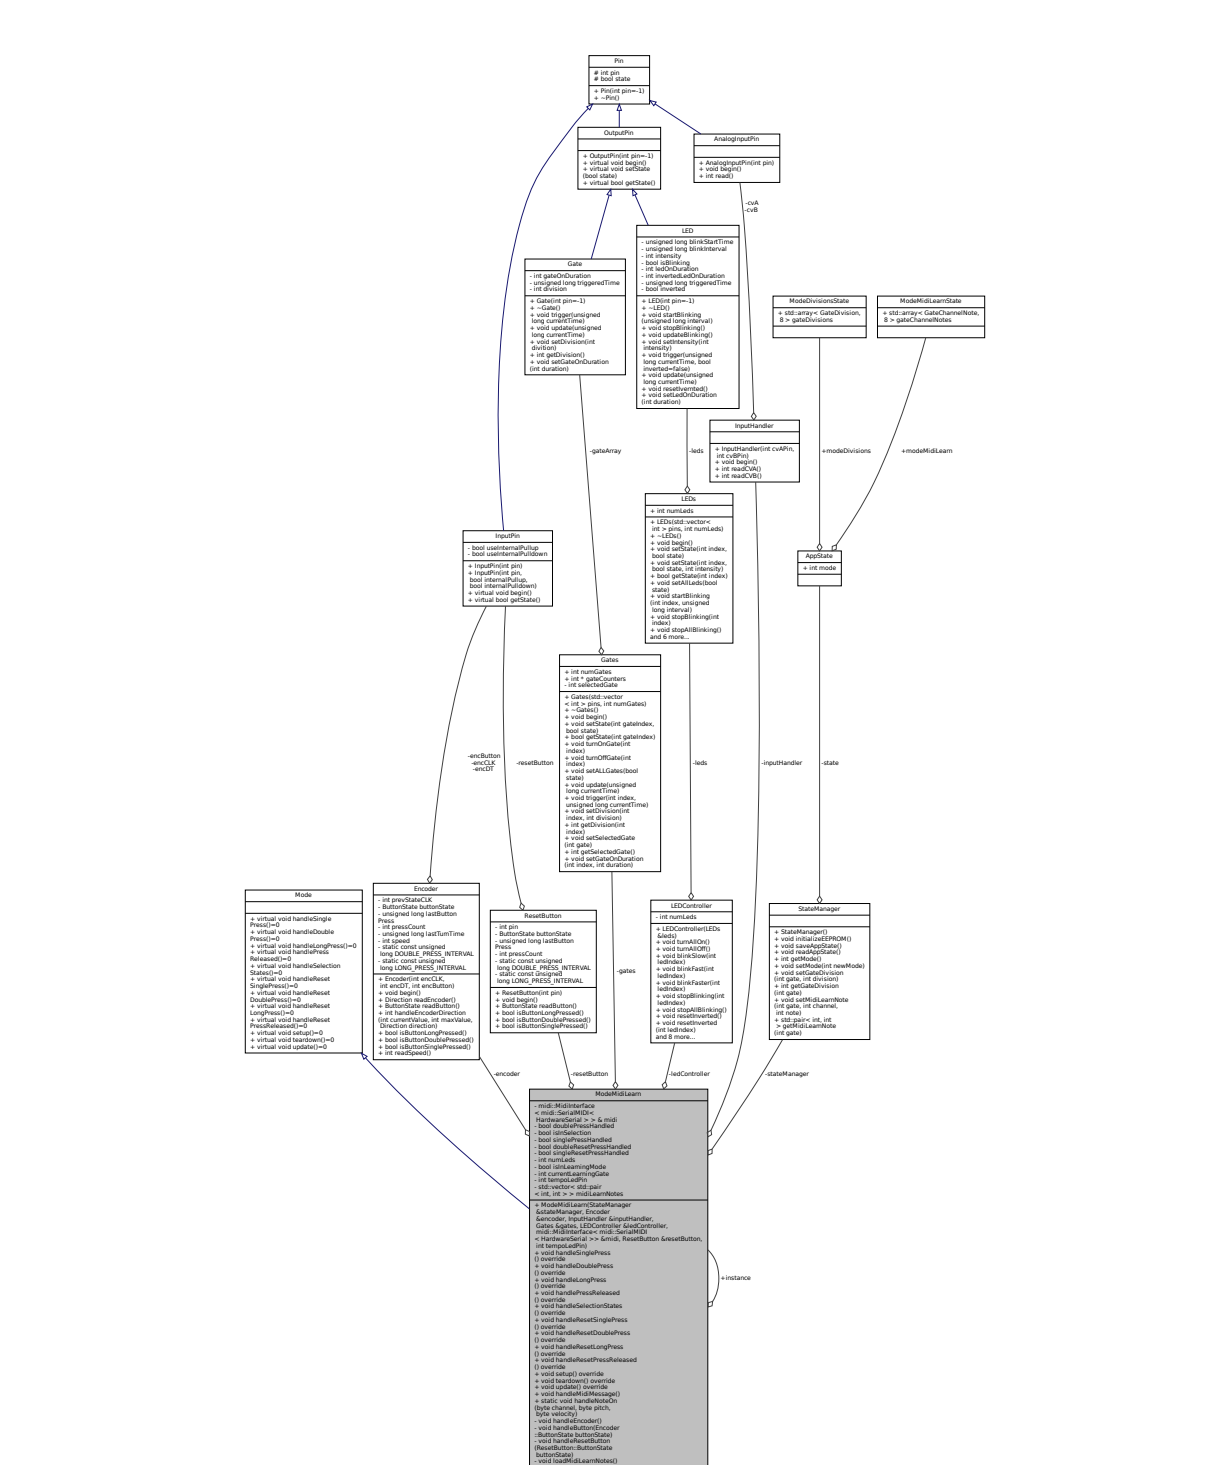 Pin
# int pin
# bool state
+ Pin(int pin=-1)
+ ~Pin()
OutputPin
+ OutputPin(int pin=-1)
+ virtual void begin()
+ virtual void setState
(bool state)
+ virtual bool getState()
AnalogInputPin
+ AnalogInputPin(int pin)
+ void begin()
+ int read()
-cvA
-cvB
LED
- unsigned long blinkStartTime
- unsigned long blinkInterval
- int intensity
- bool isBlinking
- int ledOnDuration
- int invertedLedOnDuration
- unsigned long triggeredTime
- bool inverted
+ LED(int pin=-1)
+ ~LED()
+ void startBlinking
(unsigned long interval)
+ void stopBlinking()
+ void updateBlinking()
+ void setIntensity(int
intensity)
+ void trigger(unsigned
long currentTime, bool
inverted=false)
+ void update(unsigned
long currentTime)
+ void resetIvernted()
+ void setLedOnDuration
(int duration)
Gate
- int gateOnDuration
- unsigned long triggeredTime
- int division
+ Gate(int pin=-1)
+ ~Gate()
+ void trigger(unsigned
long currentTime)
+ void update(unsigned
long currentTime)
+ void setDivision(int
divition)
+ int getDivision()
+ void setGateOnDuration
(int duration)
ModeDivisionsState
+ std::array< GateDivision,
8 > gateDivisions
ModeMidiLearnState
+ std::array< GateChannelNote,
8 > gateChannelNotes
InputHandler
+ InputHandler(int cvAPin,
int cvBPin)
+ void begin()
+ int readCVA()
+ int readCVB()
-gateArray
-leds
+modeDivisions
+modeMidiLearn
LEDs
+ int numLeds
+ LEDs(std::vector<
int > pins, int numLeds)
+ ~LEDs()
+ void begin()
+ void setState(int index,
bool state)
+ void setState(int index,
bool state, int intensity)
+ bool getState(int index)
+ void setAllLeds(bool
state)
+ void startBlinking
(int index, unsigned
long interval)
+ void stopBlinking(int
index)
+ void stopAllBlinking()
and 6 more...
InputPin
- bool useInternalPullup
- bool useInternalPulldown
+ InputPin(int pin)
+ InputPin(int pin,
bool internalPullup,
bool internalPulldown)
+ virtual void begin()
+ virtual bool getState()
AppState
+ int mode
Gates
+ int numGates
+ int * gateCounters
- int selectedGate
+ Gates(std::vector
< int > pins, int numGates)
+ ~Gates()
+ void begin()
+ void setState(int gateIndex,
bool state)
+ bool getState(int gateIndex)
+ void turnOnGate(int
index)
+ void turnOffGate(int
index)
+ void setALLGates(bool
state)
+ void update(unsigned
long currentTime)
+ void trigger(int index,
unsigned long currentTime)
+ void setDivision(int
index, int division)
+ int getDivision(int
index)
+ void setSelectedGate
(int gate)
+ int getSelectedGate()
+ void setGateOnDuration
(int index, int duration)
-encButton
-encCLK
-encDT
-resetButton
-leds
-inputHandler
-state
Mode
+ virtual void handleSingle
Press()=0
+ virtual void handleDouble
Press()=0
+ virtual void handleLongPress()=0
+ virtual void handlePress
Released()=0
+ virtual void handleSelection
States()=0
+ virtual void handleReset
SinglePress()=0
+ virtual void handleReset
DoublePress()=0
+ virtual void handleReset
LongPress()=0
+ virtual void handleReset
PressReleased()=0
+ virtual void setup()=0
+ virtual void teardown()=0
+ virtual void update()=0
Encoder
- int prevStateCLK
- ButtonState buttonState
- unsigned long lastButton
Press
- int pressCount
- unsigned long lastTurnTime
- int speed
- static const unsigned
long DOUBLE_PRESS_INTERVAL
- static const unsigned
long LONG_PRESS_INTERVAL
+ Encoder(int encCLK,
int encDT, int encButton)
+ void begin()
+ Direction readEncoder()
+ ButtonState readButton()
+ int handleEncoderDirection
(int currentValue, int maxValue,
Direction direction)
+ bool isButtonLongPressed()
+ bool isButtonDoublePressed()
+ bool isButtonSinglePressed()
+ int readSpeed()
ResetButton
- int pin
- ButtonState buttonState
- unsigned long lastButton
Press
- int pressCount
- static const unsigned
long DOUBLE_PRESS_INTERVAL
- static const unsigned
long LONG_PRESS_INTERVAL
+ ResetButton(int pin)
+ void begin()
+ ButtonState readButton()
+ bool isButtonLongPressed()
+ bool isButtonDoublePressed()
+ bool isButtonSinglePressed()
-gates
LEDController
- int numLeds
+ LEDController(LEDs
&leds)
+ void turnAllOn()
+ void turnAllOff()
+ void blinkSlow(int
ledIndex)
+ void blinkFast(int
ledIndex)
+ void blinkFaster(int
ledIndex)
+ void stopBlinking(int
ledIndex)
+ void stopAllBlinking()
+ void resetInverted()
+ void resetInverted
(int ledIndex)
and 8 more...
StateManager
+ StateManager()
+ void initializeEEPROM()
+ void saveAppState()
+ void readAppState()
+ int getMode()
+ void setMode(int newMode)
+ void setGateDivision
(int gate, int division)
+ int getGateDivision
(int gate)
+ void setMidiLearnNote
(int gate, int channel,
int note)
+ std::pair< int, int
> getMidiLearnNote
(int gate)
-encoder
-resetButton
-ledController
-stateManager
ModeMidiLearn
- midi::MidiInterface
< midi::SerialMIDI<
HardwareSerial > > & midi
- bool doublePressHandled
- bool isInSelection
- bool singlePressHandled
- bool doubleResetPressHandled
- bool singleResetPressHandled
- int numLeds
- bool isInLearningMode
- int currentLearningGate
- int tempoLedPin
- std::vector< std::pair
< int, int > > midiLearnNotes
+ ModeMidiLearn(StateManager
&stateManager, Encoder
&encoder, InputHandler &inputHandler,
Gates &gates, LEDController &ledController,
midi::MidiInterface< midi::SerialMIDI
< HardwareSerial >> &midi, ResetButton &resetButton,
int tempoLedPin)
+ void handleSinglePress
() override
+ void handleDoublePress
() override
+ void handleLongPress
() override
+ void handlePressReleased
() override
+ void handleSelectionStates
() override
+ void handleResetSinglePress
() override
+ void handleResetDoublePress
() override
+ void handleResetLongPress
() override
+ void handleResetPressReleased
() override
+ void setup() override
+ void teardown() override
+ void update() override
+ void handleMidiMessage()
+ static void handleNoteOn
(byte channel, byte pitch,
byte velocity)
- void handleEncoder()
- void handleButton(Encoder
::ButtonState buttonState)
- void handleResetButton
(ResetButton::ButtonState
buttonState)
- void loadMidiLearnNotes()
+instance